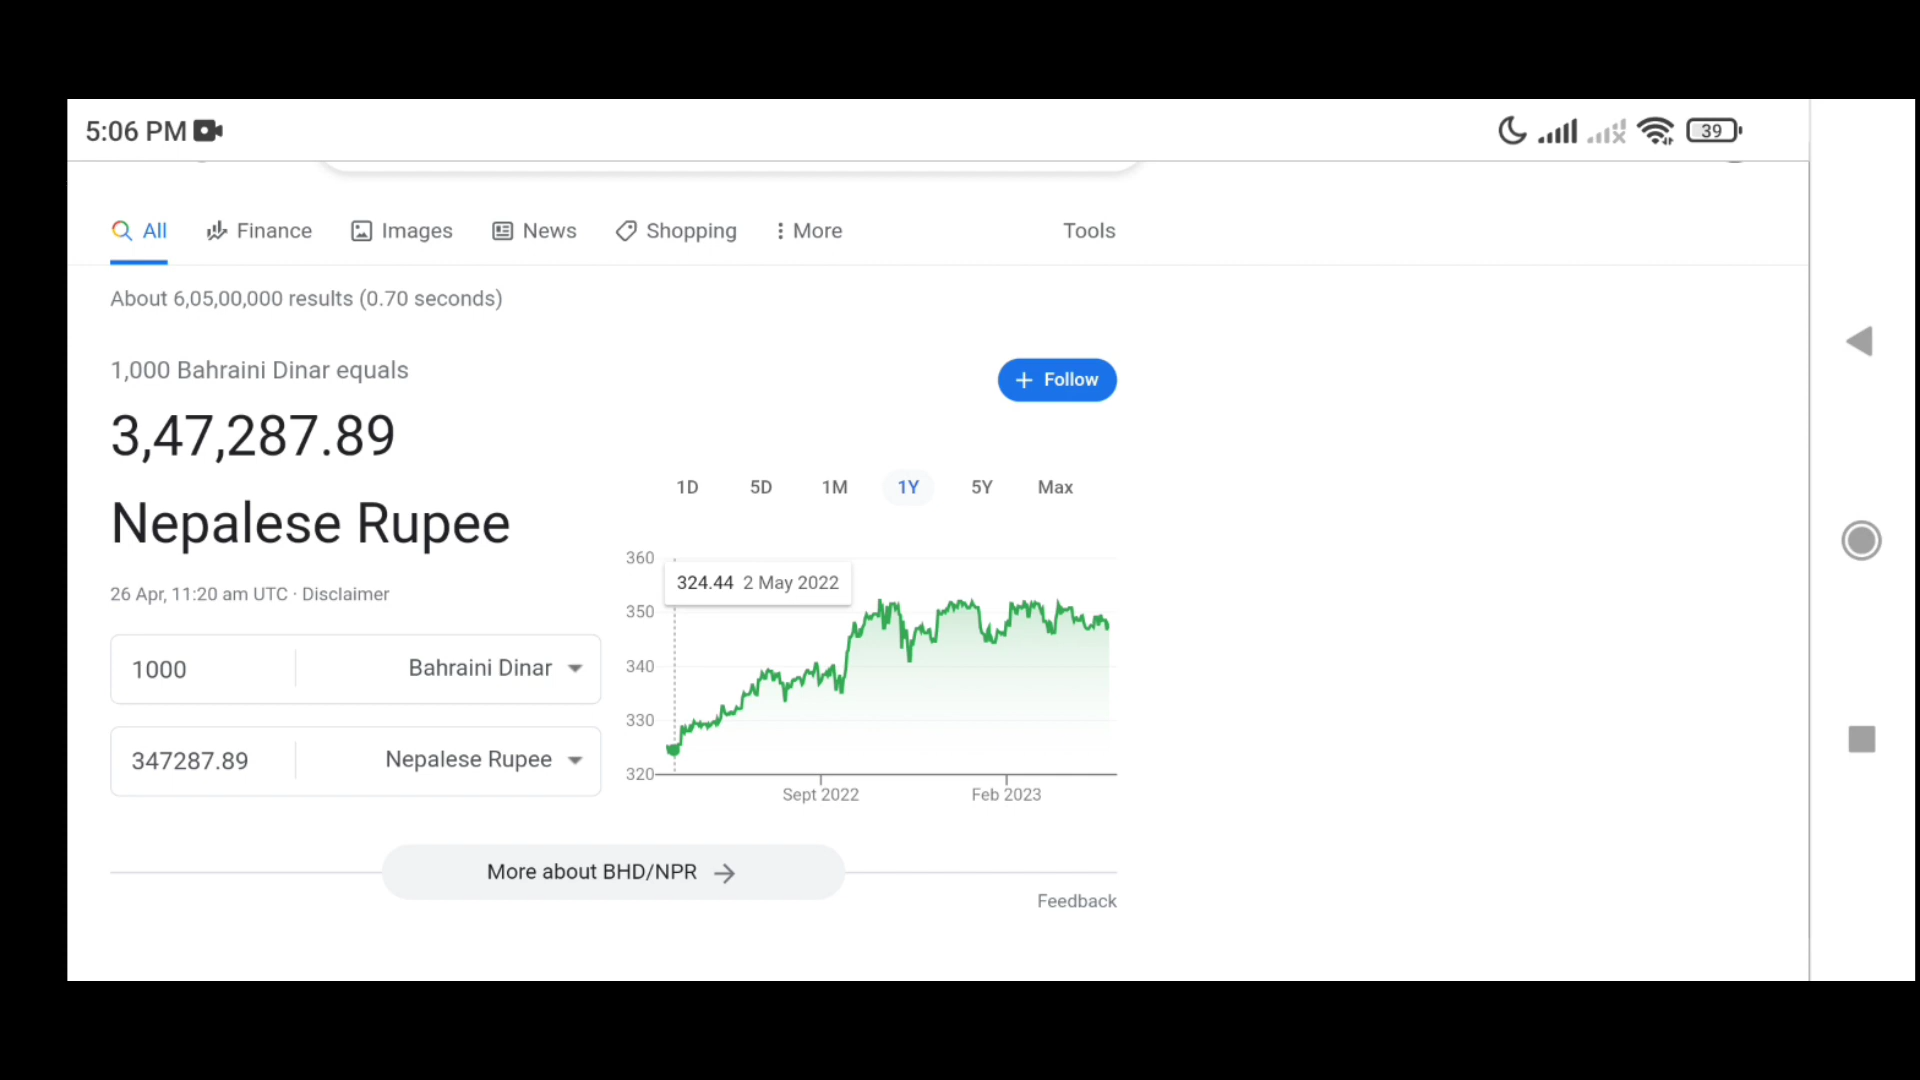 5:06 PM
39
All Finance Images News Shopping More Tools
About 6,05,00,000 results (0.70 seconds)
1,000 Bahraini Dinar equals
+ Follow
3,47,287.89
Nepalese Rupee
26 Apr, 11:20 am UTC · Disclaimer
1000 Bahraini Dinar
347287.89 Nepalese Rupee
1D 5D 1M 1Y 5Y Max
360
324.44 2 May 2022
350
340
330
320
Sept 2022 Feb 2023
More about BHD/NPR →
Feedback